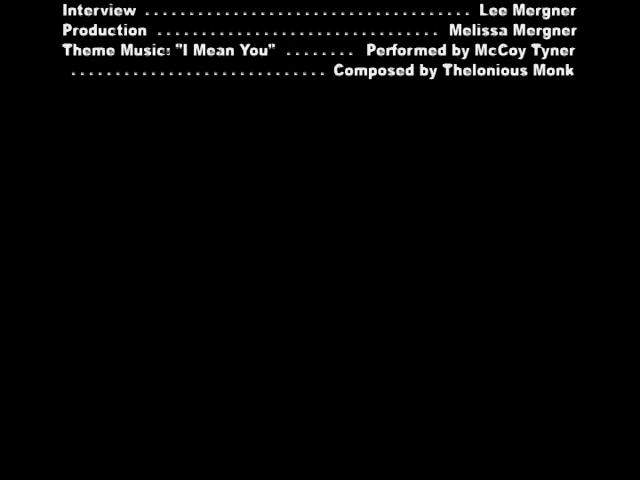 Interview . . . . . . . . . . . . . . . . . . . . . . . . . . . . . . . . . . . . . Lee Mergner
Production . . . . . . . . . . . . . . . . . . . . . . . . . . . . . . . . Melissa Mergner
Theme Music: "I Mean You" . . . . . . . . Performed by McCoy Tyner
. . . . . . . . . . . . . . . . . . . . . . . . . . . . . Composed by Thelonious Monk